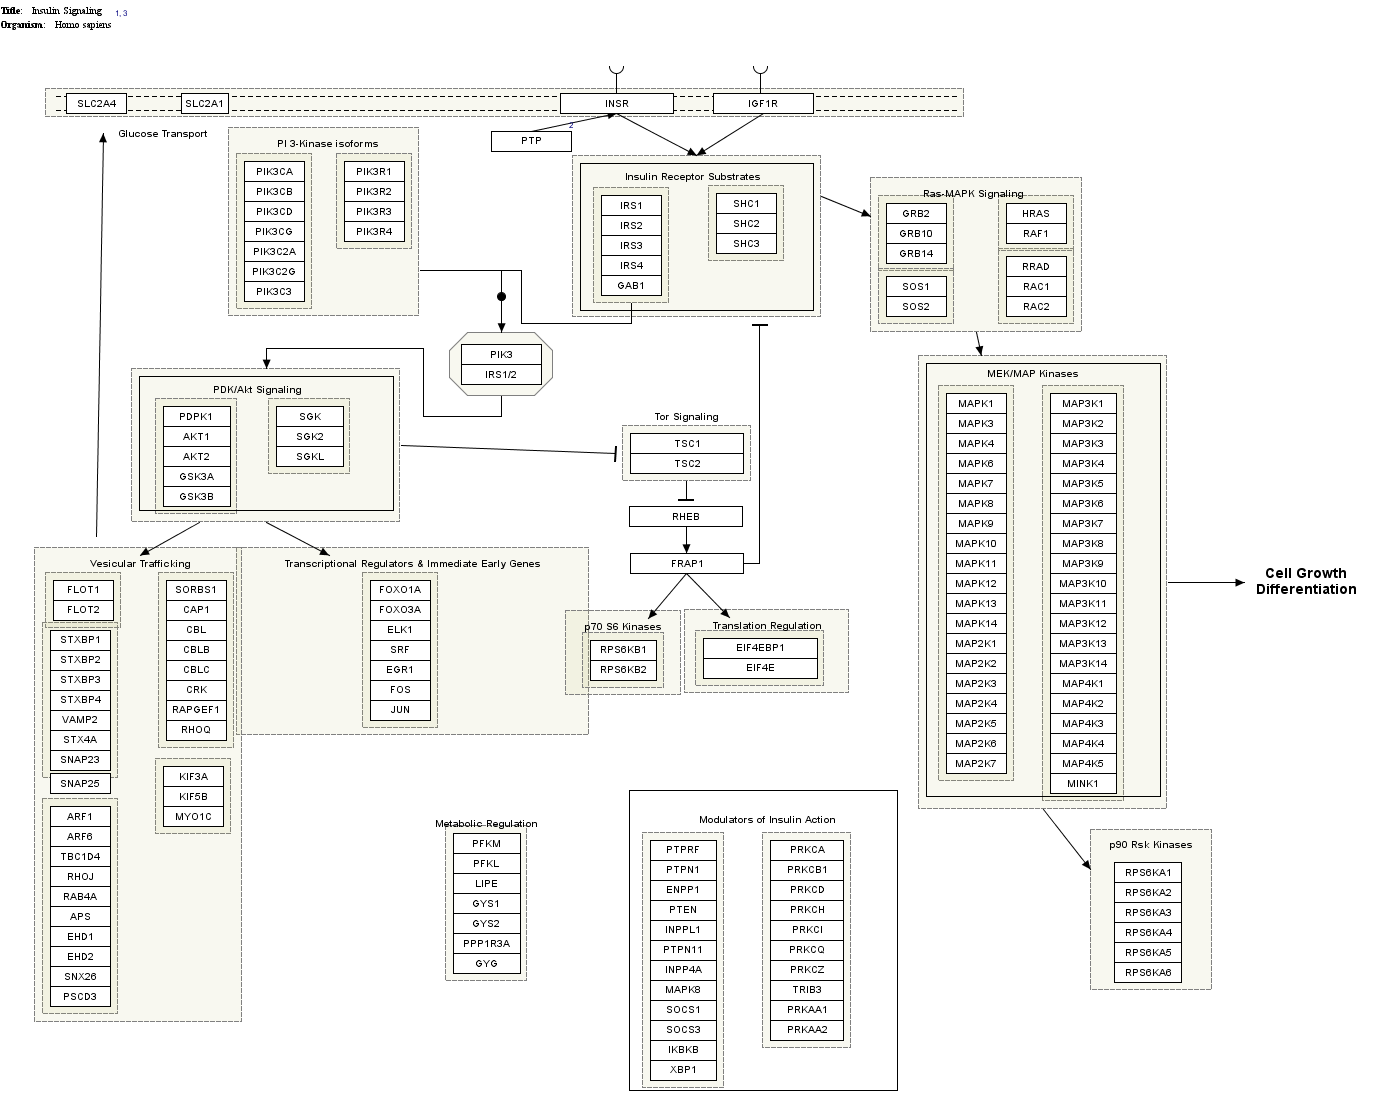 Title: Insulin Signaling 1, 3
Organism: Homo sapiens
SLC2A4
SLC2A1
INSR
IGF1R
Glucose Transport
PTP
2
PI 3-Kinase isoforms
PIK3CA
PIK3CB
PIK3CD
PIK3CG
PIK3C2A
PIK3C2G
PIK3C3
PIK3R1
PIK3R2
PIK3R3
PIK3R4
Insulin Receptor Substrates
IRS1
IRS2
IRS3
IRS4
GAB1
SHC1
SHC2
SHC3
Ras-MAPK Signaling
GRB2
GRB10
GRB14
SOS1
SOS2
HRAS
RAF1
RRAD
RAC1
RAC2
PIK3
IRS1/2
PDK/Akt Signaling
PDPK1
AKT1
AKT2
GSK3A
GSK3B
SGK
SGK2
SGKL
Tor Signaling
TSC1
TSC2
RHEB
FRAP1
MEK/MAP Kinases
MAPK1
MAPK3
MAPK4
MAPK6
MAPK7
MAPK8
MAPK9
MAPK10
MAPK11
MAPK12
MAPK13
MAPK14
MAP2K1
MAP2K2
MAP2K3
MAP2K4
MAP2K5
MAP2K6
MAP2K7
MAP3K1
MAP3K2
MAP3K3
MAP3K4
MAP3K5
MAP3K6
MAP3K7
MAP3K8
MAP3K9
MAP3K10
MAP3K11
MAP3K12
MAP3K13
MAP3K14
MAP4K1
MAP4K2
MAP4K3
MAP4K4
MAP4K5
MINK1
Cell Growth
Differentiation
Vesicular Trafficking
FLOT1
FLOT2
STXBP1
STXBP2
STXBP3
STXBP4
VAMP2
STX4A
SNAP23
SNAP25
ARF1
ARF6
TBC1D4
RHOJ
RAB4A
APS
EHD1
EHD2
SNX26
PSCD3
SORBS1
CAP1
CBL
CBLB
CBLC
CRK
RAPGEF1
RHOQ
KIF3A
KIF5B
MYO1C
Transcriptional Regulators & Immediate Early Genes
FOXO1A
FOXO3A
ELK1
SRF
EGR1
FOS
JUN
p70 S6 Kinases
RPS6KB1
RPS6KB2
Translation Regulation
EIF4EBP1
EIF4E
Metabolic Regulation
PFKM
PFKL
LIPE
GYS1
GYS2
PPP1R3A
GYG
Modulators of Insulin Action
PTPRF
PTPN1
ENPP1
PTEN
INPPL1
PTPN11
INPP4A
MAPK8
SOCS1
SOCS3
IKBKB
XBP1
PRKCA
PRKCB1
PRKCD
PRKCH
PRKCI
PRKCQ
PRKCZ
TRIB3
PRKAA1
PRKAA2
p90 Rsk Kinases
RPS6KA1
RPS6KA2
RPS6KA3
RPS6KA4
RPS6KA5
RPS6KA6